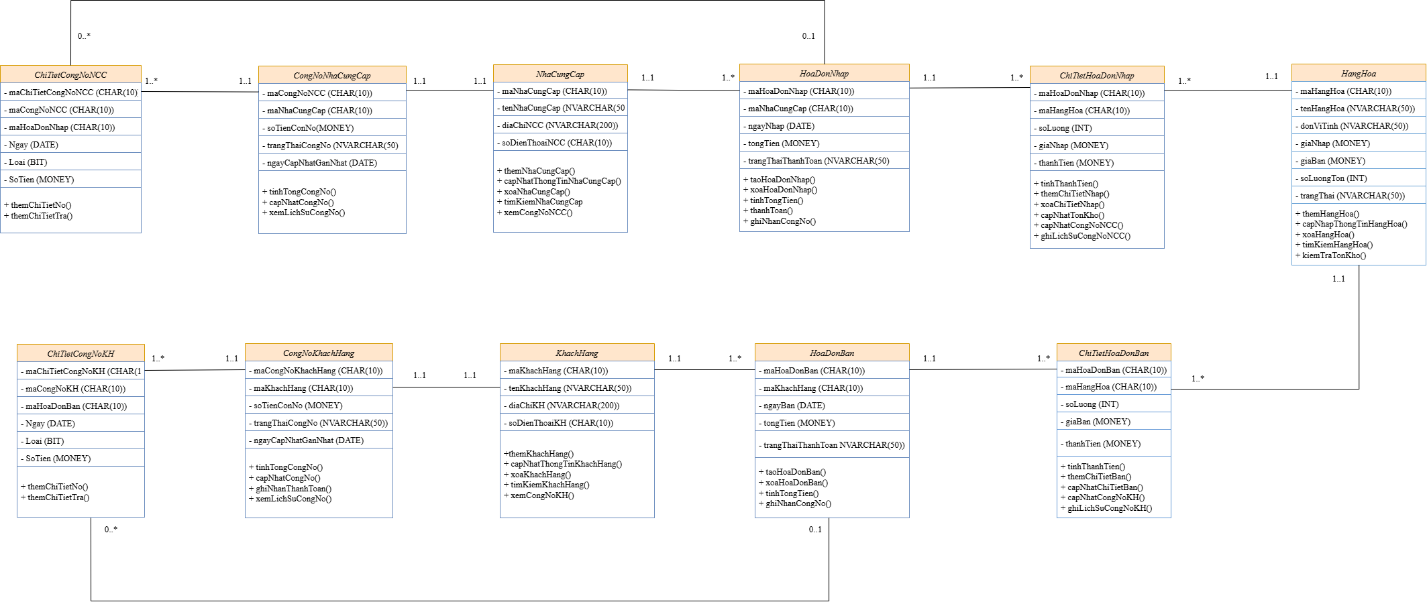 0..*
0..1
ChiTietCongNoNCC
- maChiTietCongNoNCC (CHAR(10)
- maCongNoNCC (CHAR(10))
- maHoaDonNhap (CHAR(10))
- Ngay (DATE)
- Loai (BIT)
- SoTien (MONEY)
+ themChiTietNo()
+ themChiTietTra()
1..*
1..1
CongNoNhaCungCap
- maCongNoNCC (CHAR(10))
- maNhaCungCap (CHAR(10))
- soTienConNo(MONEY)
- trangThaiCongNo (NVARCHAR(50)
- ngayCapNhatGanNhat (DATE)
+ tinhTongCongNo()
+ capNhatCongNo()
+ xemLichSuCongNo()
1..1
1..1
NhaCungCap
- maNhaCungCap (CHAR(10))
- tenNhaCungCap (NVARCHAR(50
- diaChiNCC (NVARCHAR(200))
- soDienThoaiNCC (CHAR(10))
+ themNhaCungCap()
+ capNhatThongTinNhaCungCap()
+ xoaNhaCungCap()
+ timKiemNhaCungCap
+ xemCongNoNCC()
1..1
1..*
HoaDonNhap
- maHoaDonNhap (CHAR(10))
- maNhaCungCap (CHAR(10))
- ngayNhap (DATE)
- tongTien (MONEY)
- trangThaiThanhToan (NVARCHAR(50)
+ taoHoaDonNhap()
+ xoaHoaDonNhap()
+ tinhTongTien()
+ thanhToan()
+ ghiNhanCongNo()
1..1
1..*
ChiTietHoaDonNhap
- maHoaDonNhap (CHAR(10))
- maHangHoa (CHAR(10))
- soLuong (INT)
- giaNhap (MONEY)
- thanhTien (MONEY)
+ tinhThanhTien()
+ themChiTietNhap()
+ xoaChiTietNhap()
+ capNhatTonKho()
+ capNhatCongNoNCC()
+ ghiLichSuCongNoNCC()
1..*
1..1
HangHoa
- maHangHoa (CHAR(10))
- tenHangHoa (NVARCHAR(50))
- donViTinh (NVARCHAR(50))
- giaNhap (MONEY)
- giaBan (MONEY)
- soLuongTon (INT)
- trangThai (NVARCHAR(50))
+ themHangHoa()
+ capNhapThongTinHangHoa()
+ xoaHangHoa()
+ timKiemHangHoa()
+ kiemTraTonKho()
1..1
ChiTietCongNoKH
- maChiTietCongNoKH (CHAR(1
- maCongNoKH (CHAR(10))
- maHoaDonBan (CHAR(10))
- Ngay (DATE)
- Loai (BIT)
- SoTien (MONEY)
+ themChiTietNo()
+ themChiTietTra()
1..*
1..1
CongNoKhachHang
- maCongNoKhachHang (CHAR(10))
- maKhachHang (CHAR(10))
- soTienConNo (MONEY)
- trangThaiCongNo (NVARCHAR(50))
- ngayCapNhatGanNhat (DATE)
+ tinhTongCongNo()
+ capNhatCongNo()
+ ghiNhanThanhToan()
+ xemLichSuCongNo()
1..1
1..1
KhachHang
- maKhachHang (CHAR(10))
- tenKhachHang (NVARCHAR(50))
- diaChiKH (NVARCHAR(200))
- soDienThoaiKH (CHAR(10))
+themKhachHang()
+ capNhatThongTinKhachHang()
+ xoaKhachHang()
+ timKiemKhachHang()
+ xemCongNoKH()
1..1
1..*
HoaDonBan
- maHoaDonBan (CHAR(10))
- maKhachHang (CHAR(10))
- ngayBan (DATE)
- tongTien (MONEY)
- trangThaiThanhToan NVARCHAR(50))
+ taoHoaDonBan()
+ xoaHoaDonBan()
+ tinhTongTien()
+ ghiNhanCongNo()
1..1
1..*
ChiTietHoaDonBan
- maHoaDonBan (CHAR(10))
- maHangHoa (CHAR(10))
- soLuong (INT)
- giaBan (MONEY)
- thanhTien (MONEY)
+ tinhThanhTien()
+ themChiTietBan()
+ capNhatChiTietBan()
+ capNhatCongNoKH()
+ ghiLichSuCongNoKH()
1..*
0..*
0..1